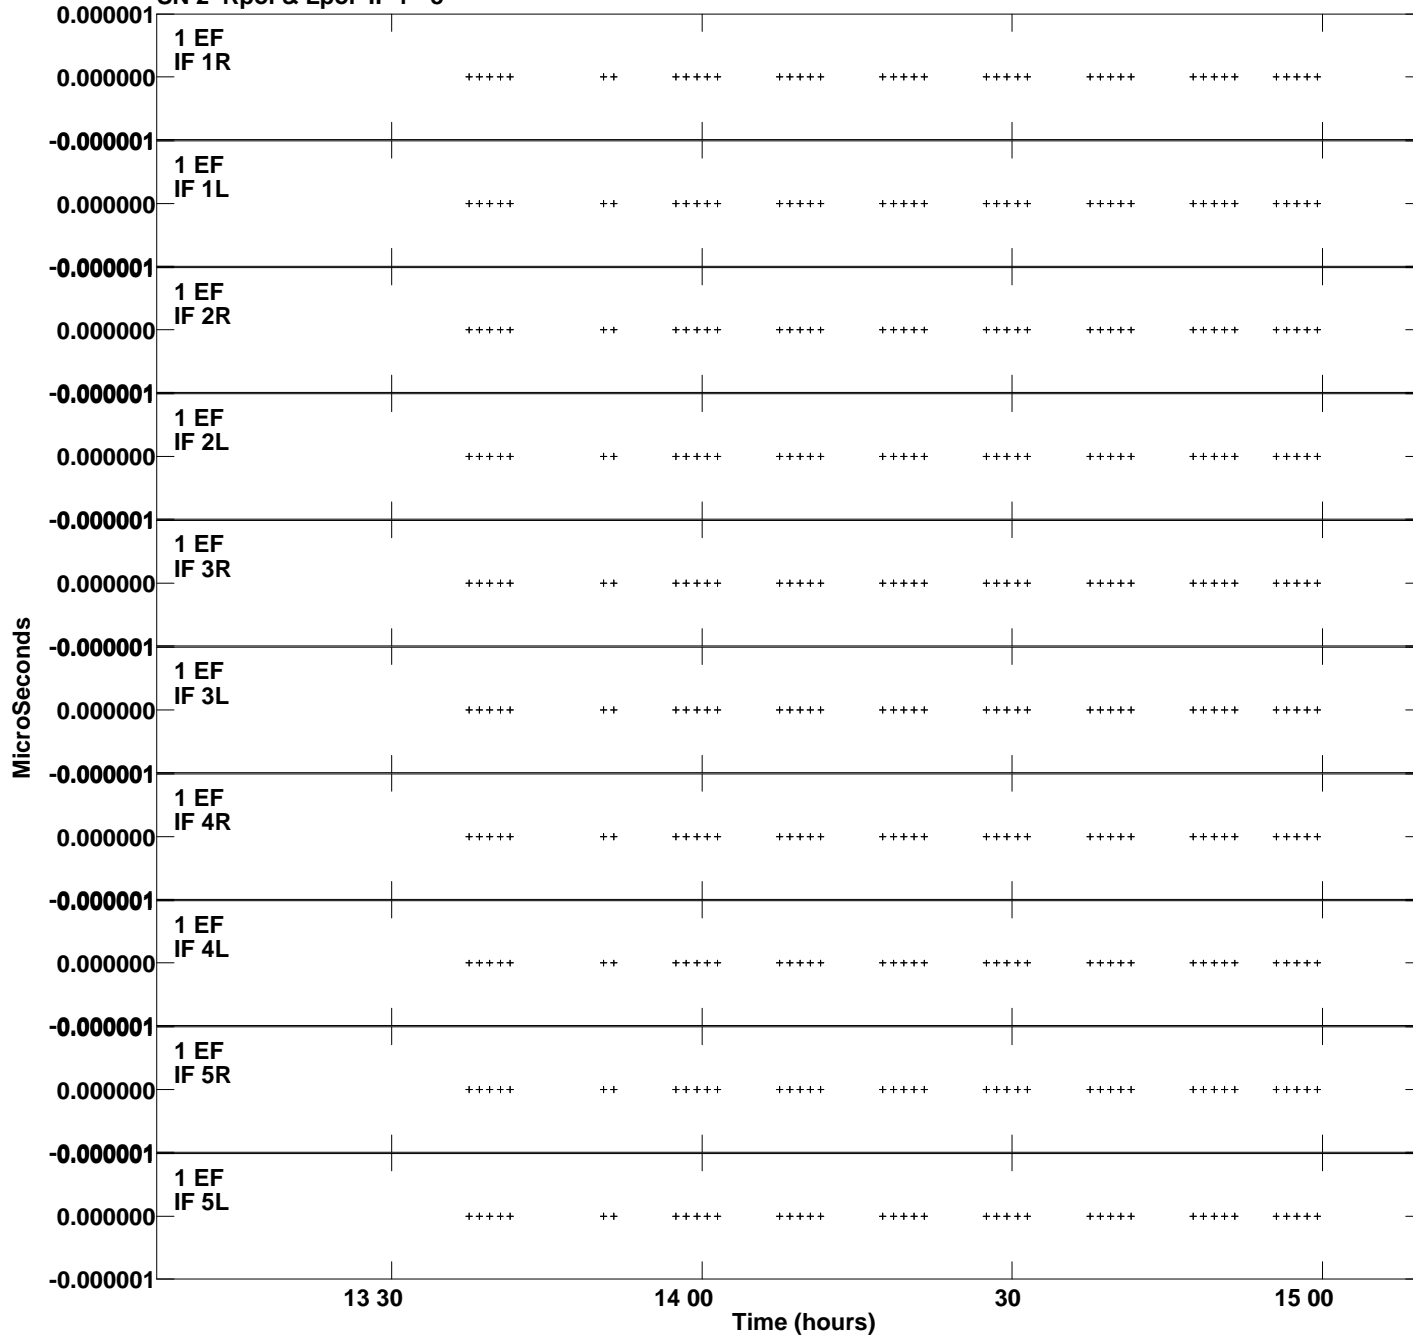 0.000001
1 EF
IF 1R
0.000000
-0.000001
1 EF
IF 1L
0.000000
-0.000001
1 EF
IF 2R
0.000000
-0.000001
1 EF
IF 2L
0.000000
-0.000001
1 EF
IF 3R
0.000000
-0.000001
1 EF
IF 3L
0.000000
-0.000001
1 EF
IF 4R
0.000000
-0.000001
1 EF
IF 4L
0.000000
-0.000001
1 EF
IF 5R
0.000000
-0.000001
1 EF
IF 5L
0.000000
-0.000001
MicroSeconds
13 30 14 00 30 15 00
Time (hours)